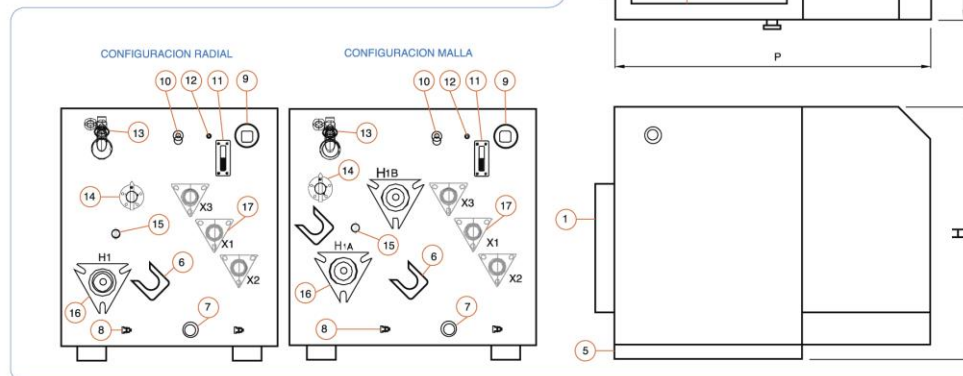 P
CONFIGURACION RADIAL
CONFIGURACION MALLA
10 12 11 9
10 12 11 9
13
13
14
14
H1B
X3
X3
17
17
1
15
X1
15
X1
H1
H1A
6
6
X2
X2
16
16
7
7
8
8
5
H